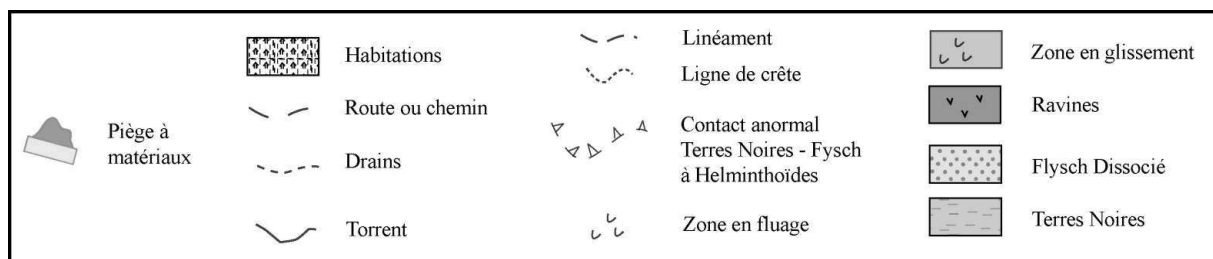 Piège à
matériaux
Habitations
Route ou chemin
Drains
Torrent
Linéament
Ligne de crête
Contact anormal
Terres Noires - Fysch
à Helminthoïdes
Zone en fluage
Zone en glissement
Ravines
Flysch Dissocié
Terres Noires